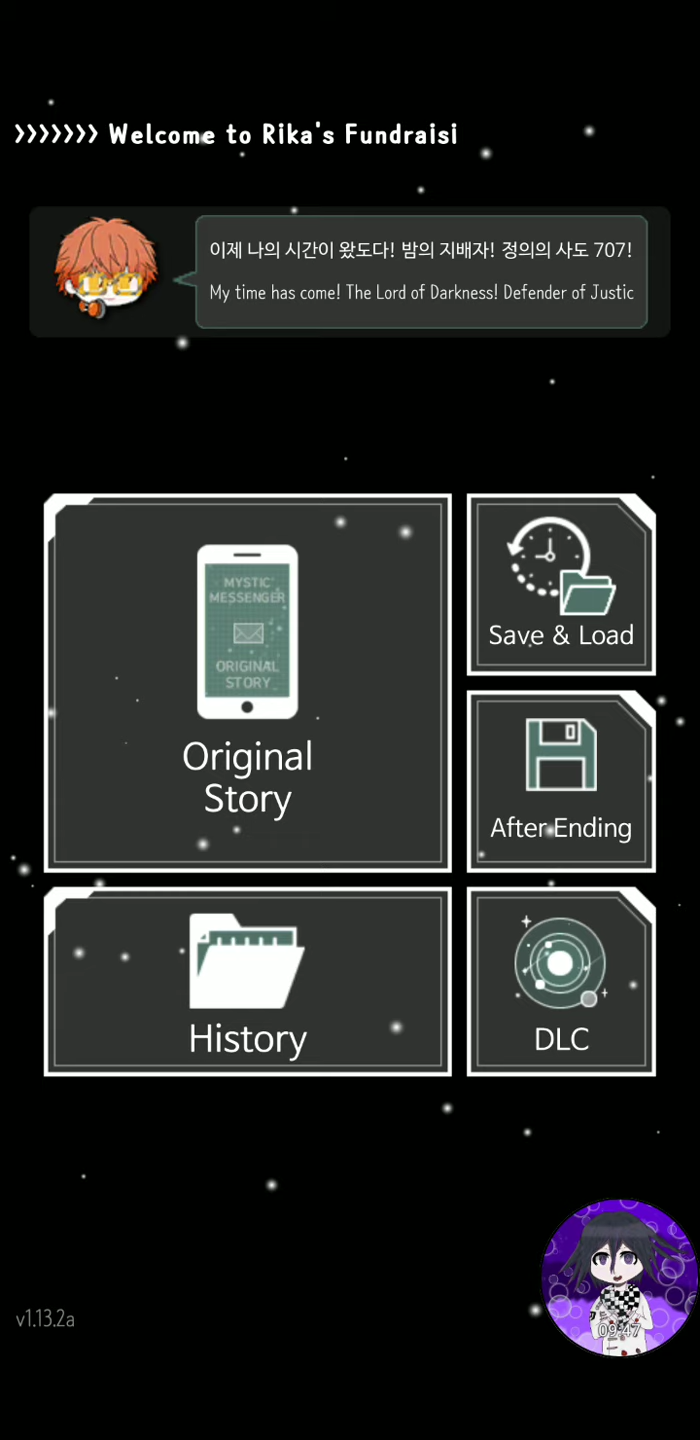 >>>>>>> Welcome to Rika's Fundraisi
이제 나의 시간이 왔도다! 밤의 지배자! 정의의 사도 707!
My time has come! The Lord of Darkness! Defender of Justic
MYSTIC
MESSENGER
ORIGINAL
STORY
Original
Story
Save & Load
After Ending
History
DLC
09:47
v1.13.2a